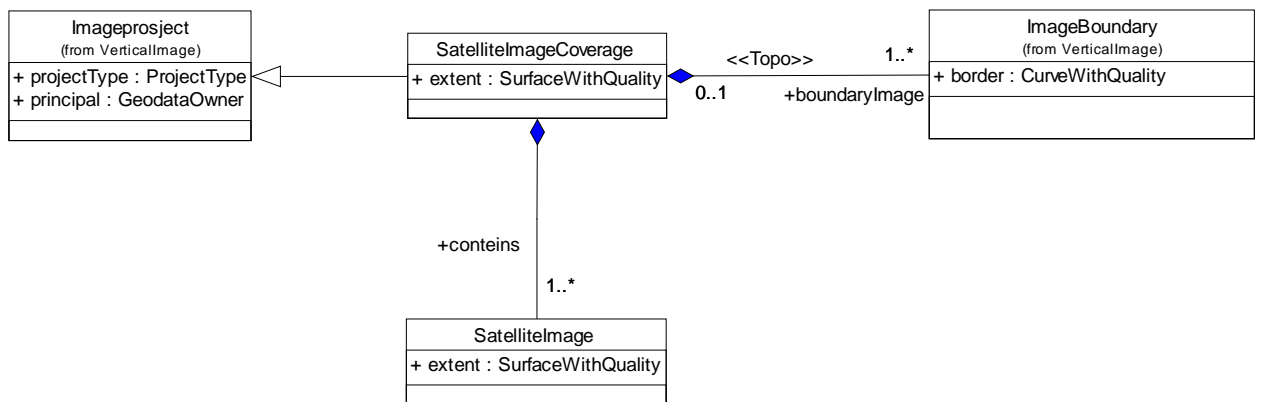 Imageprosject
(from VerticalImage)
+ projectType : ProjectType
+ principal : GeodataOwner
SatelliteImageCoverage
+ extent : SurfaceWithQuality
<<Topo>>
0..1
1..*
+boundaryImage
ImageBoundary
(from VerticalImage)
+ border : CurveWithQuality
+conteins
1..*
SatelliteImage
+ extent : SurfaceWithQuality